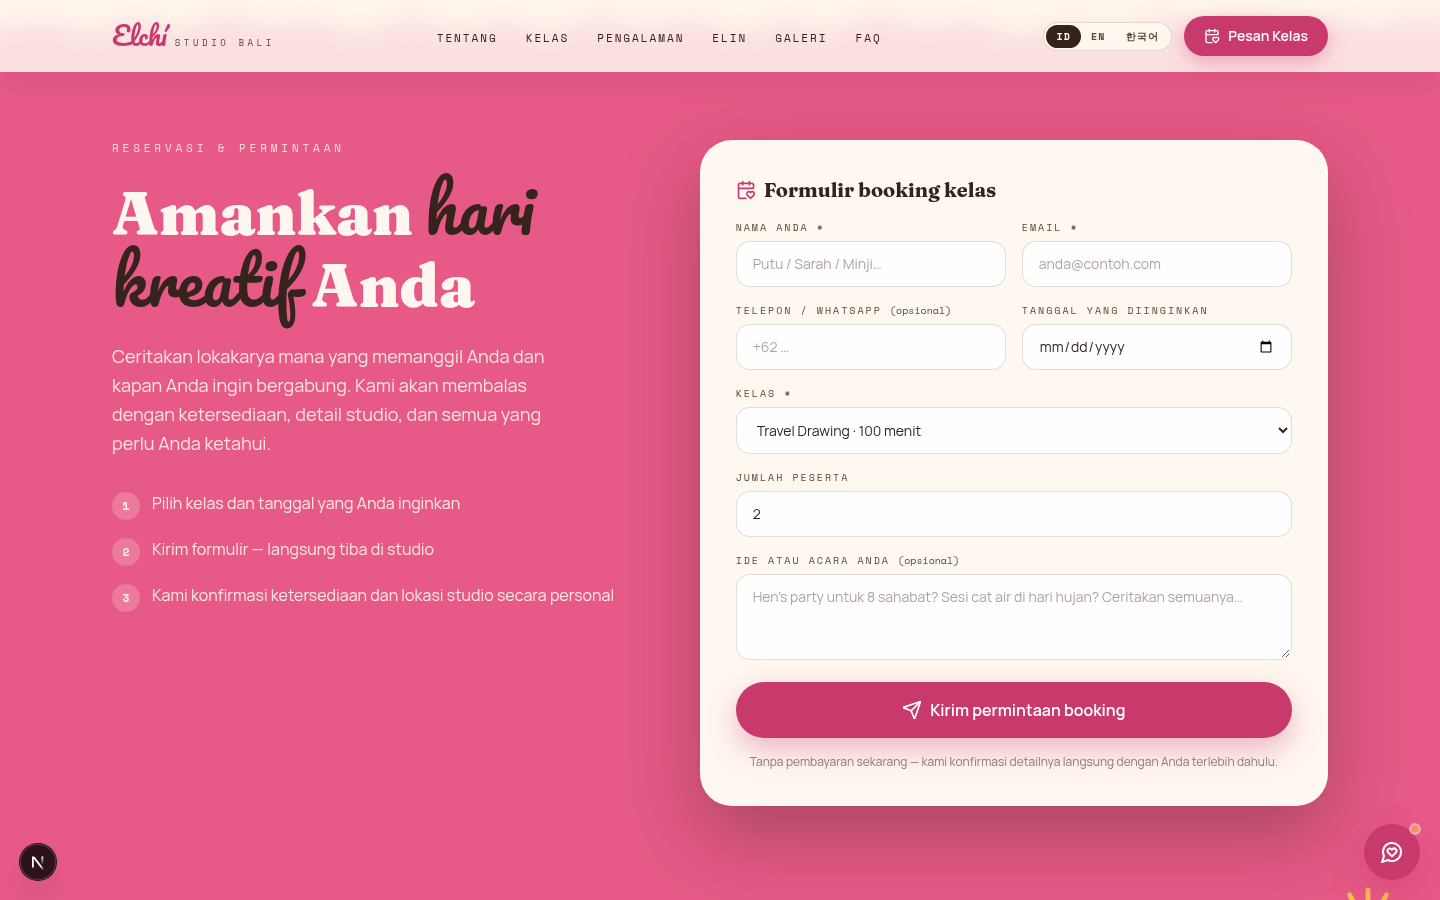 Elchí STUDIO BALI
TENTANG KELAS PENGALAMAN ELIN GALERI FAQ
ID EN 한국어
Pesan Kelas
RESERVASI & PERMINTAAN
Amankan hari
kreatif Anda
Ceritakan lokakarya mana yang memanggil Anda dan
kapan Anda ingin bergabung. Kami akan membalas
dengan ketersediaan, detail studio, dan semua yang
perlu Anda ketahui.
1 Pilih kelas dan tanggal yang Anda inginkan
2 Kirim formulir — langsung tiba di studio
3 Kami konfirmasi ketersediaan dan lokasi studio secara personal
Formulir booking kelas
NAMA ANDA *
Putu / Sarah / Minji...
EMAIL *
anda@contoh.com
TELEPON / WHATSAPP (opsional)
+62 ...
TANGGAL YANG DIINGINKAN
mm/dd/yyyy
KELAS *
Travel Drawing · 100 menit
JUMLAH PESERTA
2
IDE ATAU ACARA ANDA (opsional)
Hen's party untuk 8 sahabat? Sesi cat air di hari hujan? Ceritakan semuanya...
Kirim permintaan booking
Tanpa pembayaran sekarang — kami konfirmasi detailnya langsung dengan Anda terlebih dahulu.
N